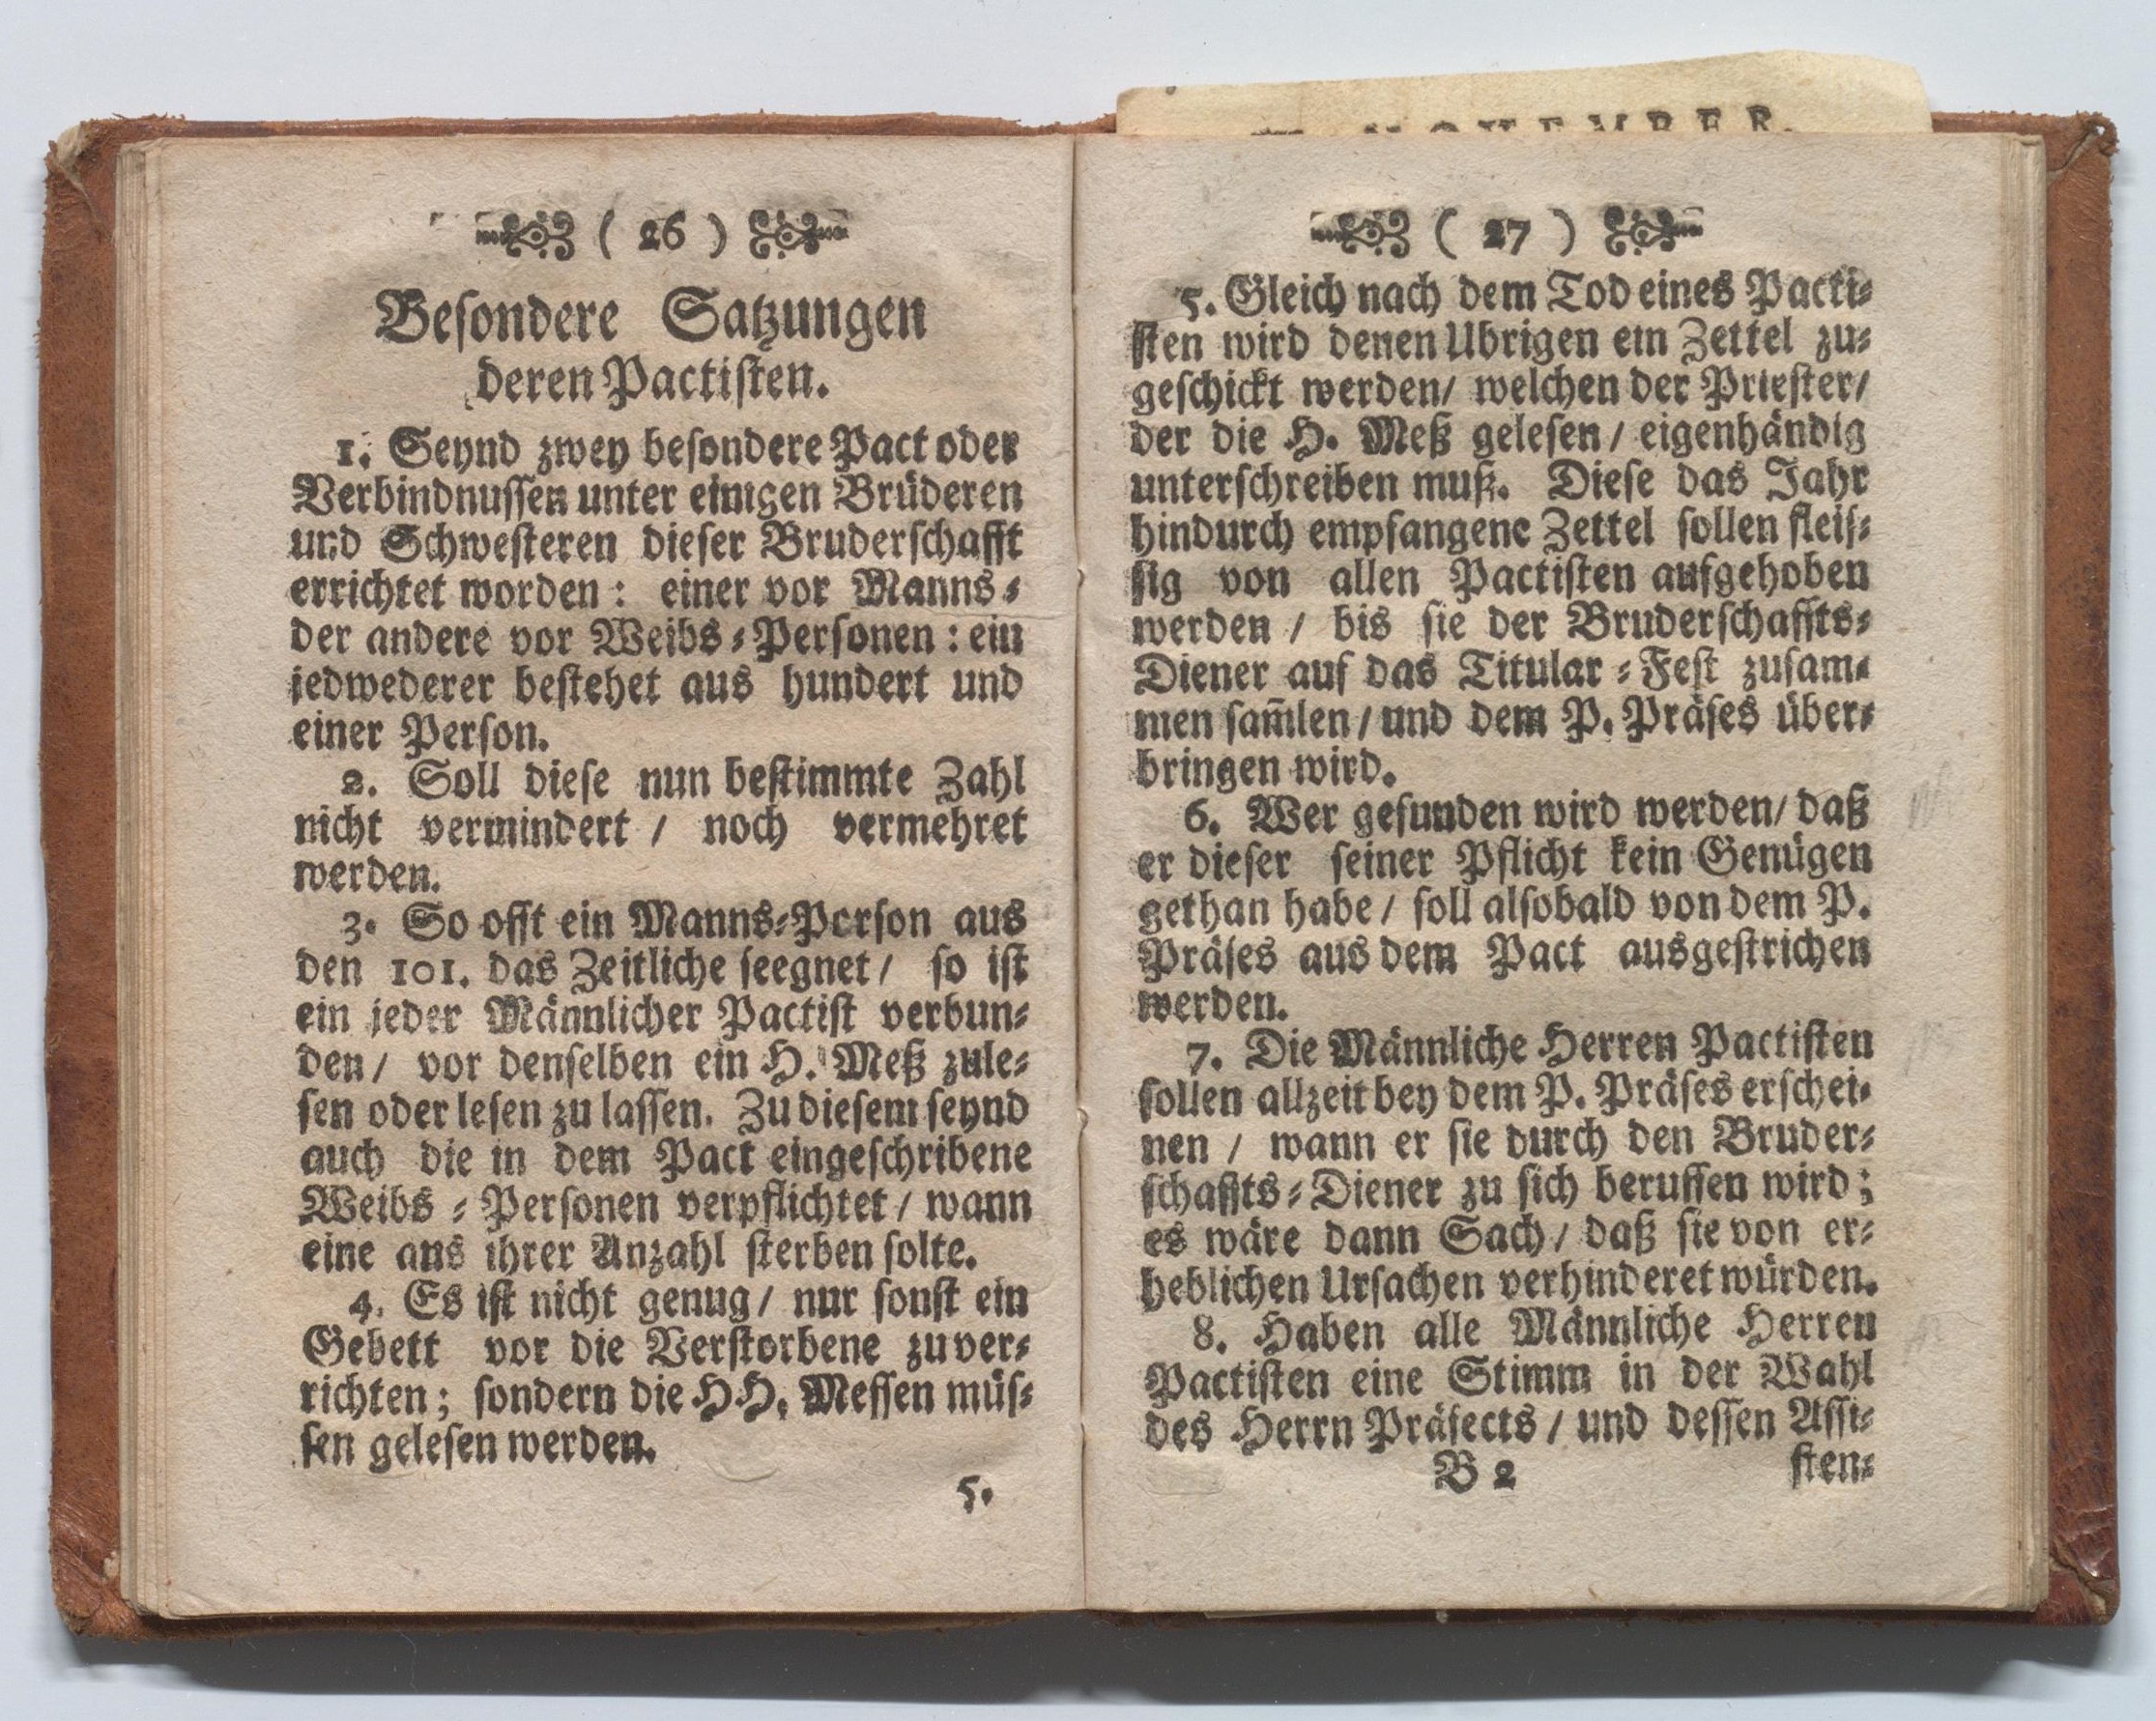 ( 26 )
Besondere Satzungen
deren Pactisten.
1. Seynd zwey besondere Pact oder
Verbindnussen unter einigen Brüderen
und Schwesteren dieser Bruderschafft
errichtet worden: einer vor Manns-
der andere vor Weibs-Personen: ein
jedwederer bestehet aus hundert und
einer Person.
2. Soll diese nun bestimmte Zahl
nicht vermindert / noch vermehret
werden.
3. So offt ein Manns-Person aus
den 101. das Zeitliche seegnet / so ist
ein jeder Männlicher Pactist verbun-
den / vor denselben ein H. Meß zule-
sen oder lesen zu lassen. Zu diesem seynd
auch die in dem Pact eingeschribene
Weibs-Personen verpflichtet / wann
eine aus ihrer Anzahl sterben solte.
4. Es ist nicht genug / nur sonst ein
Gebett vor die Verstorbene zuver-
richten; sondern die HH. Messen müs-
sen gelesen werden.
5.
NOVEMBER.
( 27 )
5. Gleich nach dem Tod eines Pacti-
sten wird denen Ubrigen ein Zettel zu-
geschickt werden / welchen der Priester /
der die H. Meß gelesen / eigenhändig
unterschreiben muß. Diese das Jahr
hindurch empfangene Zettel sollen fleis-
sig von allen Pactisten aufgehoben
werden / bis sie der Bruderschaffts-
Diener auf das Titular-Fest zusam-
men sam̄len / und dem P. Präses über-
bringen wird.
6. Wer gefunden wird werden / daß
er dieser seiner Pflicht kein Genügen
gethan habe / soll alsobald von dem P.
Präses aus dem Pact ausgestrichen
werden.
7. Die Männliche Herren Pactisten
sollen allzeit bey dem P. Präses erschei-
nen / wann er sie durch den Bruder-
schaffts-Diener zu sich beruffen wird;
es wäre dann Sach / daß sie von er-
heblichen Ursachen verhinderet würden.
8. Haben alle Männliche Herren
Pactisten eine Stimm in der Wahl
des Herrn Präfects / und dessen Assi-
B 2 sten-